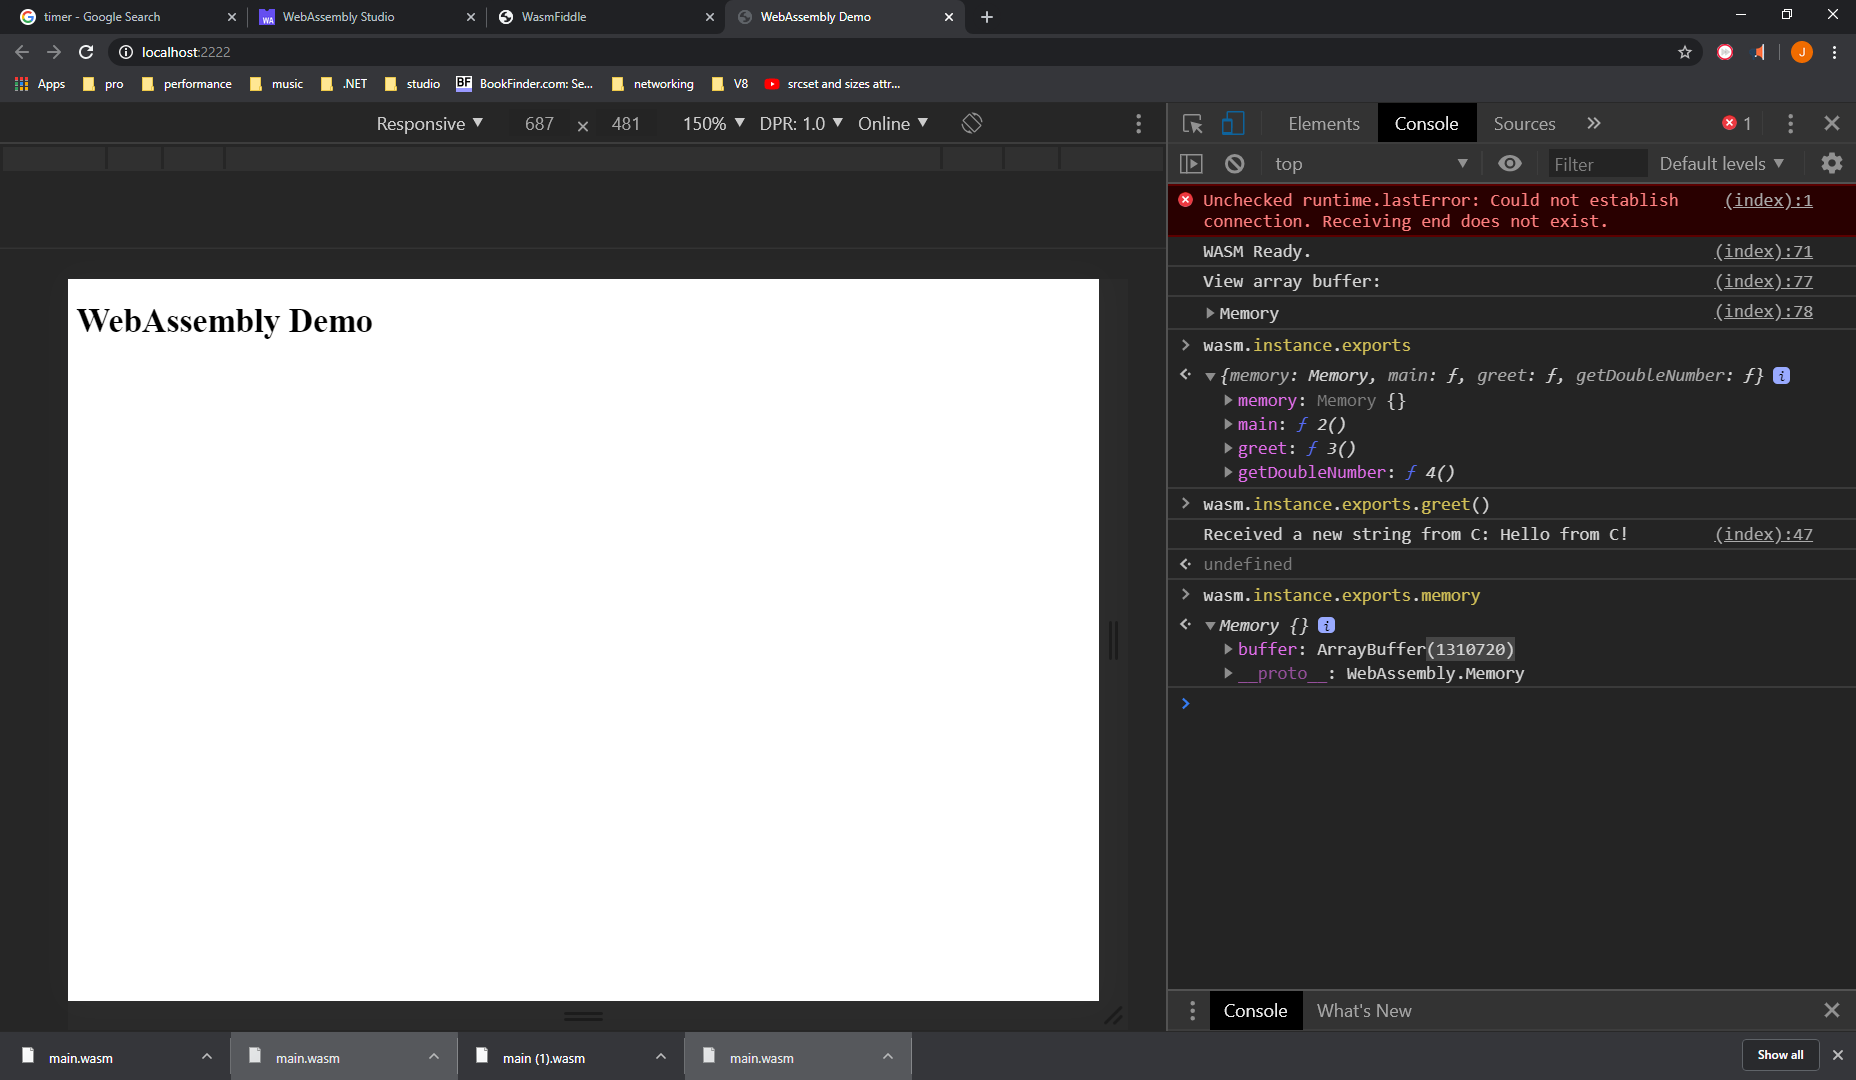 timer - Google Search
WebAssembly Studio
WasmFiddle
WebAssembly Demo
localhost:2222
J
Apps pro performance music .NET studio BF BookFinder.com: Se... networking V8 srcset and sizes attr...
Responsive 687 × 481 150% DPR: 1.0 Online
WebAssembly Demo
Elements Console Sources 1
top Filter Default levels
Unchecked runtime.lastError: Could not establish (index):1
connection. Receiving end does not exist.
WASM Ready. (index):71
View array buffer: (index):77
Memory (index):78
wasm.instance.exports
{memory: Memory, main: ƒ, greet: ƒ, getDoubleNumber: ƒ} i
memory: Memory {}
main: ƒ 2()
greet: ƒ 3()
getDoubleNumber: ƒ 4()
wasm.instance.exports.greet()
Received a new string from C: Hello from C! (index):47
undefined
wasm.instance.exports.memory
Memory {} i
buffer: ArrayBuffer(1310720)
__proto__: WebAssembly.Memory
Console What's New
main.wasm main.wasm main (1).wasm main.wasm Show all